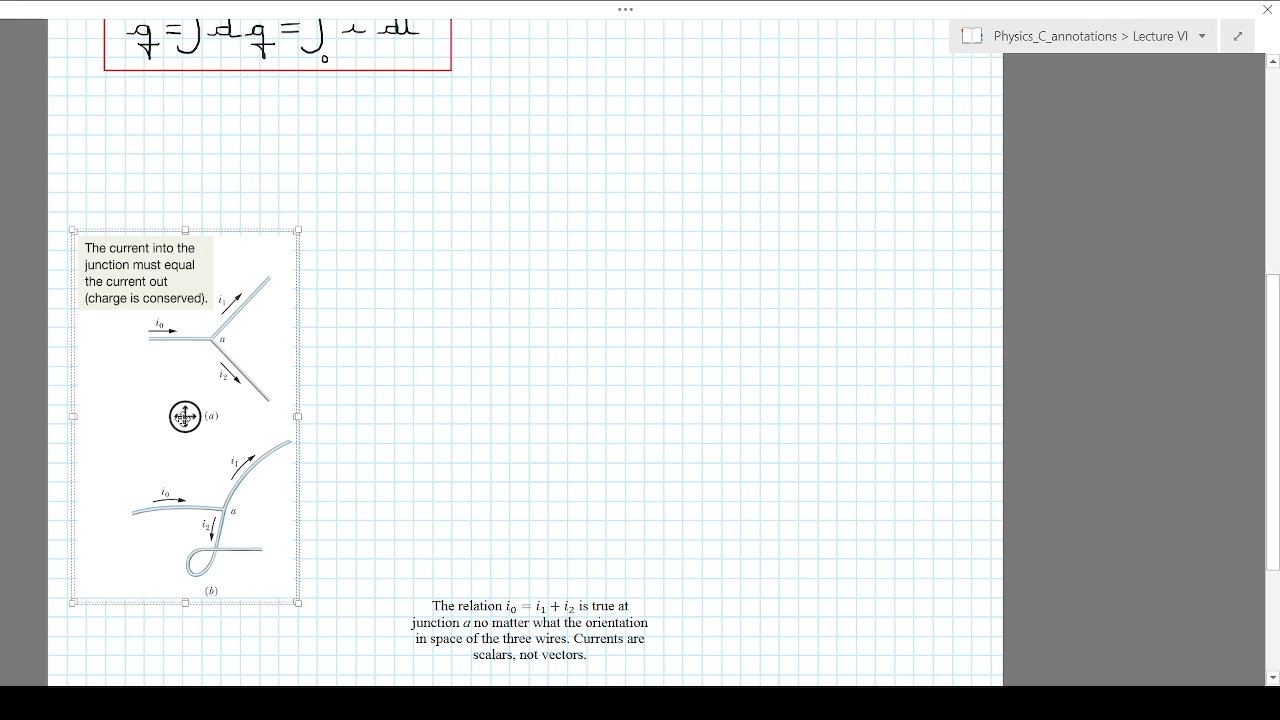 q = ∫ dq = ∫₀ i dt
Physics_C_annotations > Lecture VI
The current into the
junction must equal
the current out
(charge is conserved).
i₁
i₀
a
i₂
(a)
i₁
i₀
a
i₂
(b)
The relation i₀ = i₁ + i₂ is true at
junction a no matter what the orientation
in space of the three wires. Currents are
scalars, not vectors.